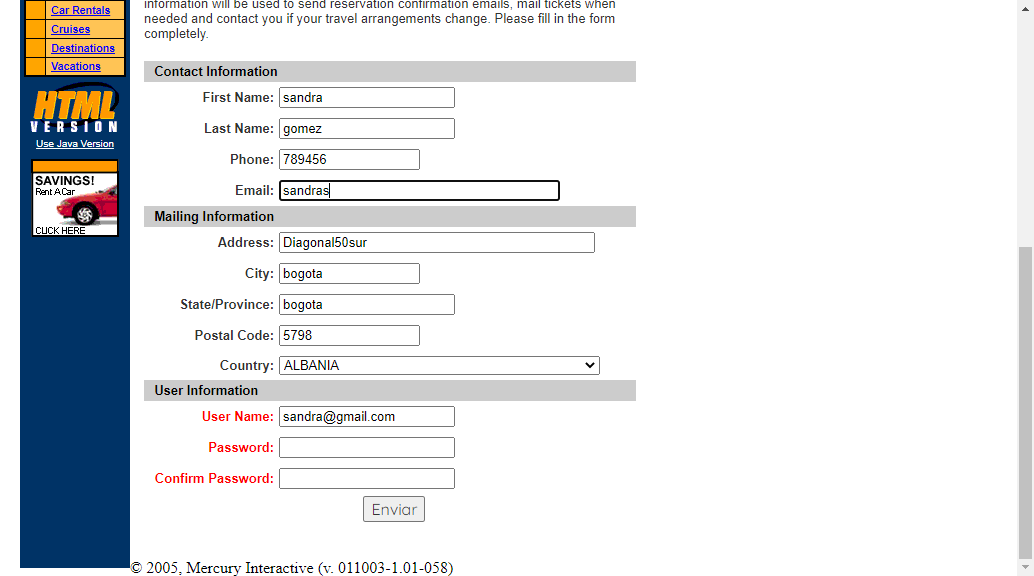 Car Rentals
Cruises
Destinations
Vacations
HTML
VERSION
Use Java Version
SAVINGS!
Rent A Car
CLICK HERE
information will be used to send reservation confirmation emails, mail tickets when
needed and contact you if your travel arrangements change. Please fill in the form
completely.
Contact Information
First Name: sandra
Last Name: gomez
Phone: 789456
Email: sandras
Mailing Information
Address: Diagonal50sur
City: bogota
State/Province: bogota
Postal Code: 5798
Country: ALBANIA
User Information
User Name: sandra@gmail.com
Password:
Confirm Password:
Enviar
© 2005, Mercury Interactive (v. 011003-1.01-058)